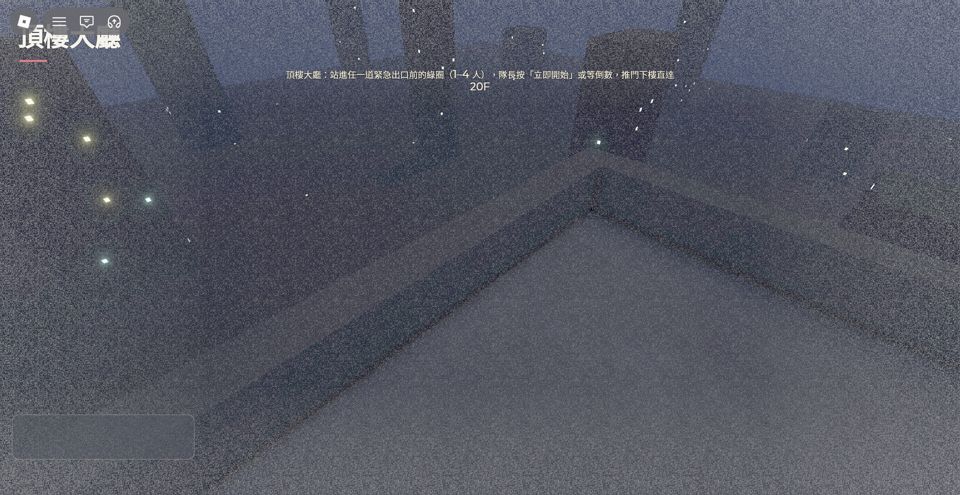 頂樓大廳
頂樓大廳：站進任一道緊急出口前的綠圈（1–4 人），隊長按「立即開始」或等倒數，推門下樓直達
20F